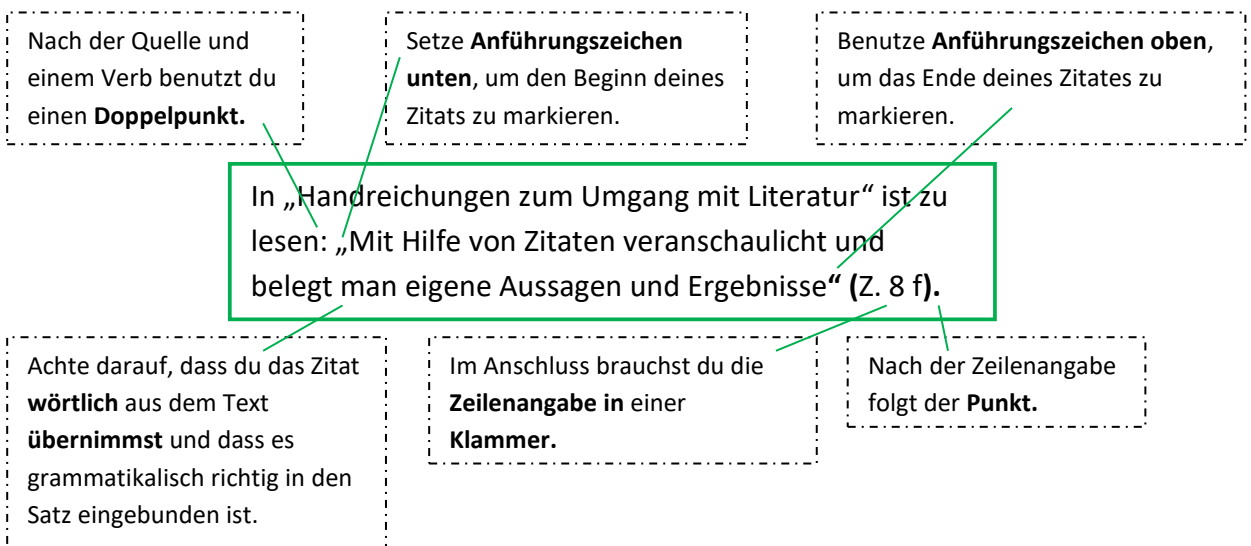 Nach der Quelle und
einem Verb benutzt du
einen Doppelpunkt.
Setze Anführungszeichen
unten, um den Beginn deines
Zitats zu markieren.
Benutze Anführungszeichen oben,
um das Ende deines Zitates zu
markieren.
In „Handreichungen zum Umgang mit Literatur“ ist zu
lesen: „Mit Hilfe von Zitaten veranschaulicht und
belegt man eigene Aussagen und Ergebnisse“ (Z. 8 f).
Achte darauf, dass du das Zitat
wörtlich aus dem Text
übernimmst und dass es
grammatikalisch richtig in den
Satz eingebunden ist.
Im Anschluss brauchst du die
Zeilenangabe in einer
Klammer.
Nach der Zeilenangabe
folgt der Punkt.